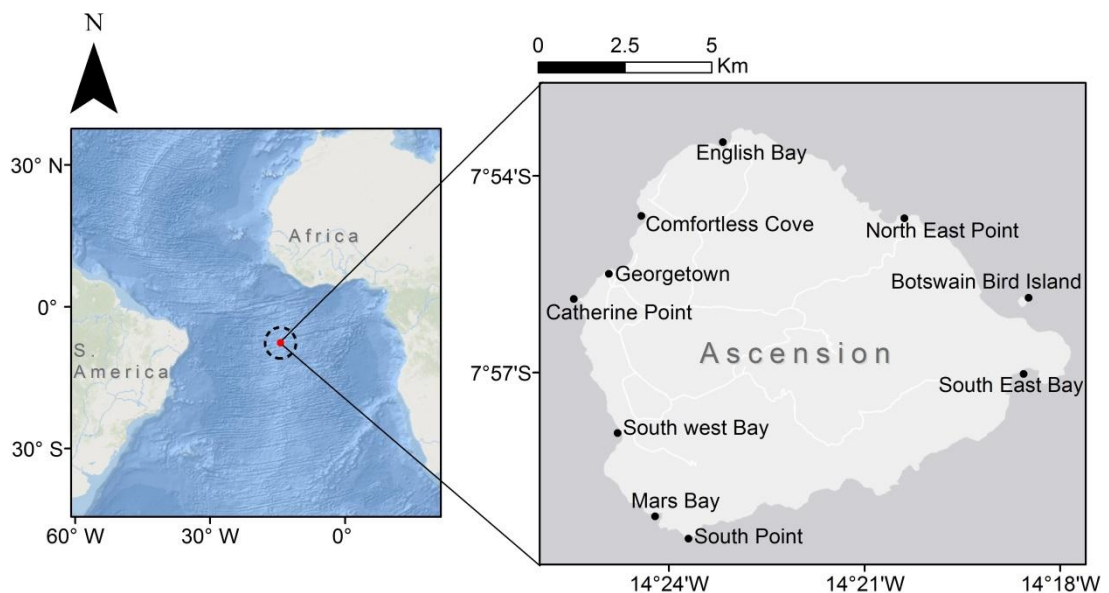 N
0 2.5 5
Km
30° N
0°
30° S
60° W 30° W 0°
Africa
S.
America
7°54'S
7°57'S
English Bay
Comfortless Cove
North East Point
Georgetown
Botswain Bird Island
Catherine Point
Ascension
South East Bay
South west Bay
Mars Bay
South Point
14°24'W 14°21'W 14°18'W